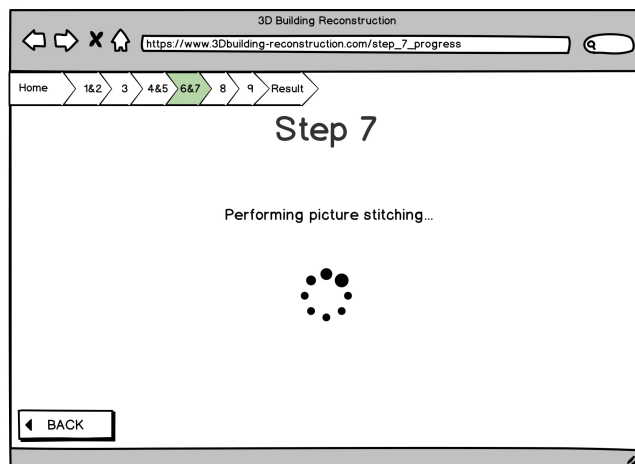 3D Building Reconstruction
https://www.3Dbuilding-reconstruction.com/step_7_progress
Home 1&2 3 4&5 6&7 8 9 Result
Step 7
Performing picture stitching...
BACK